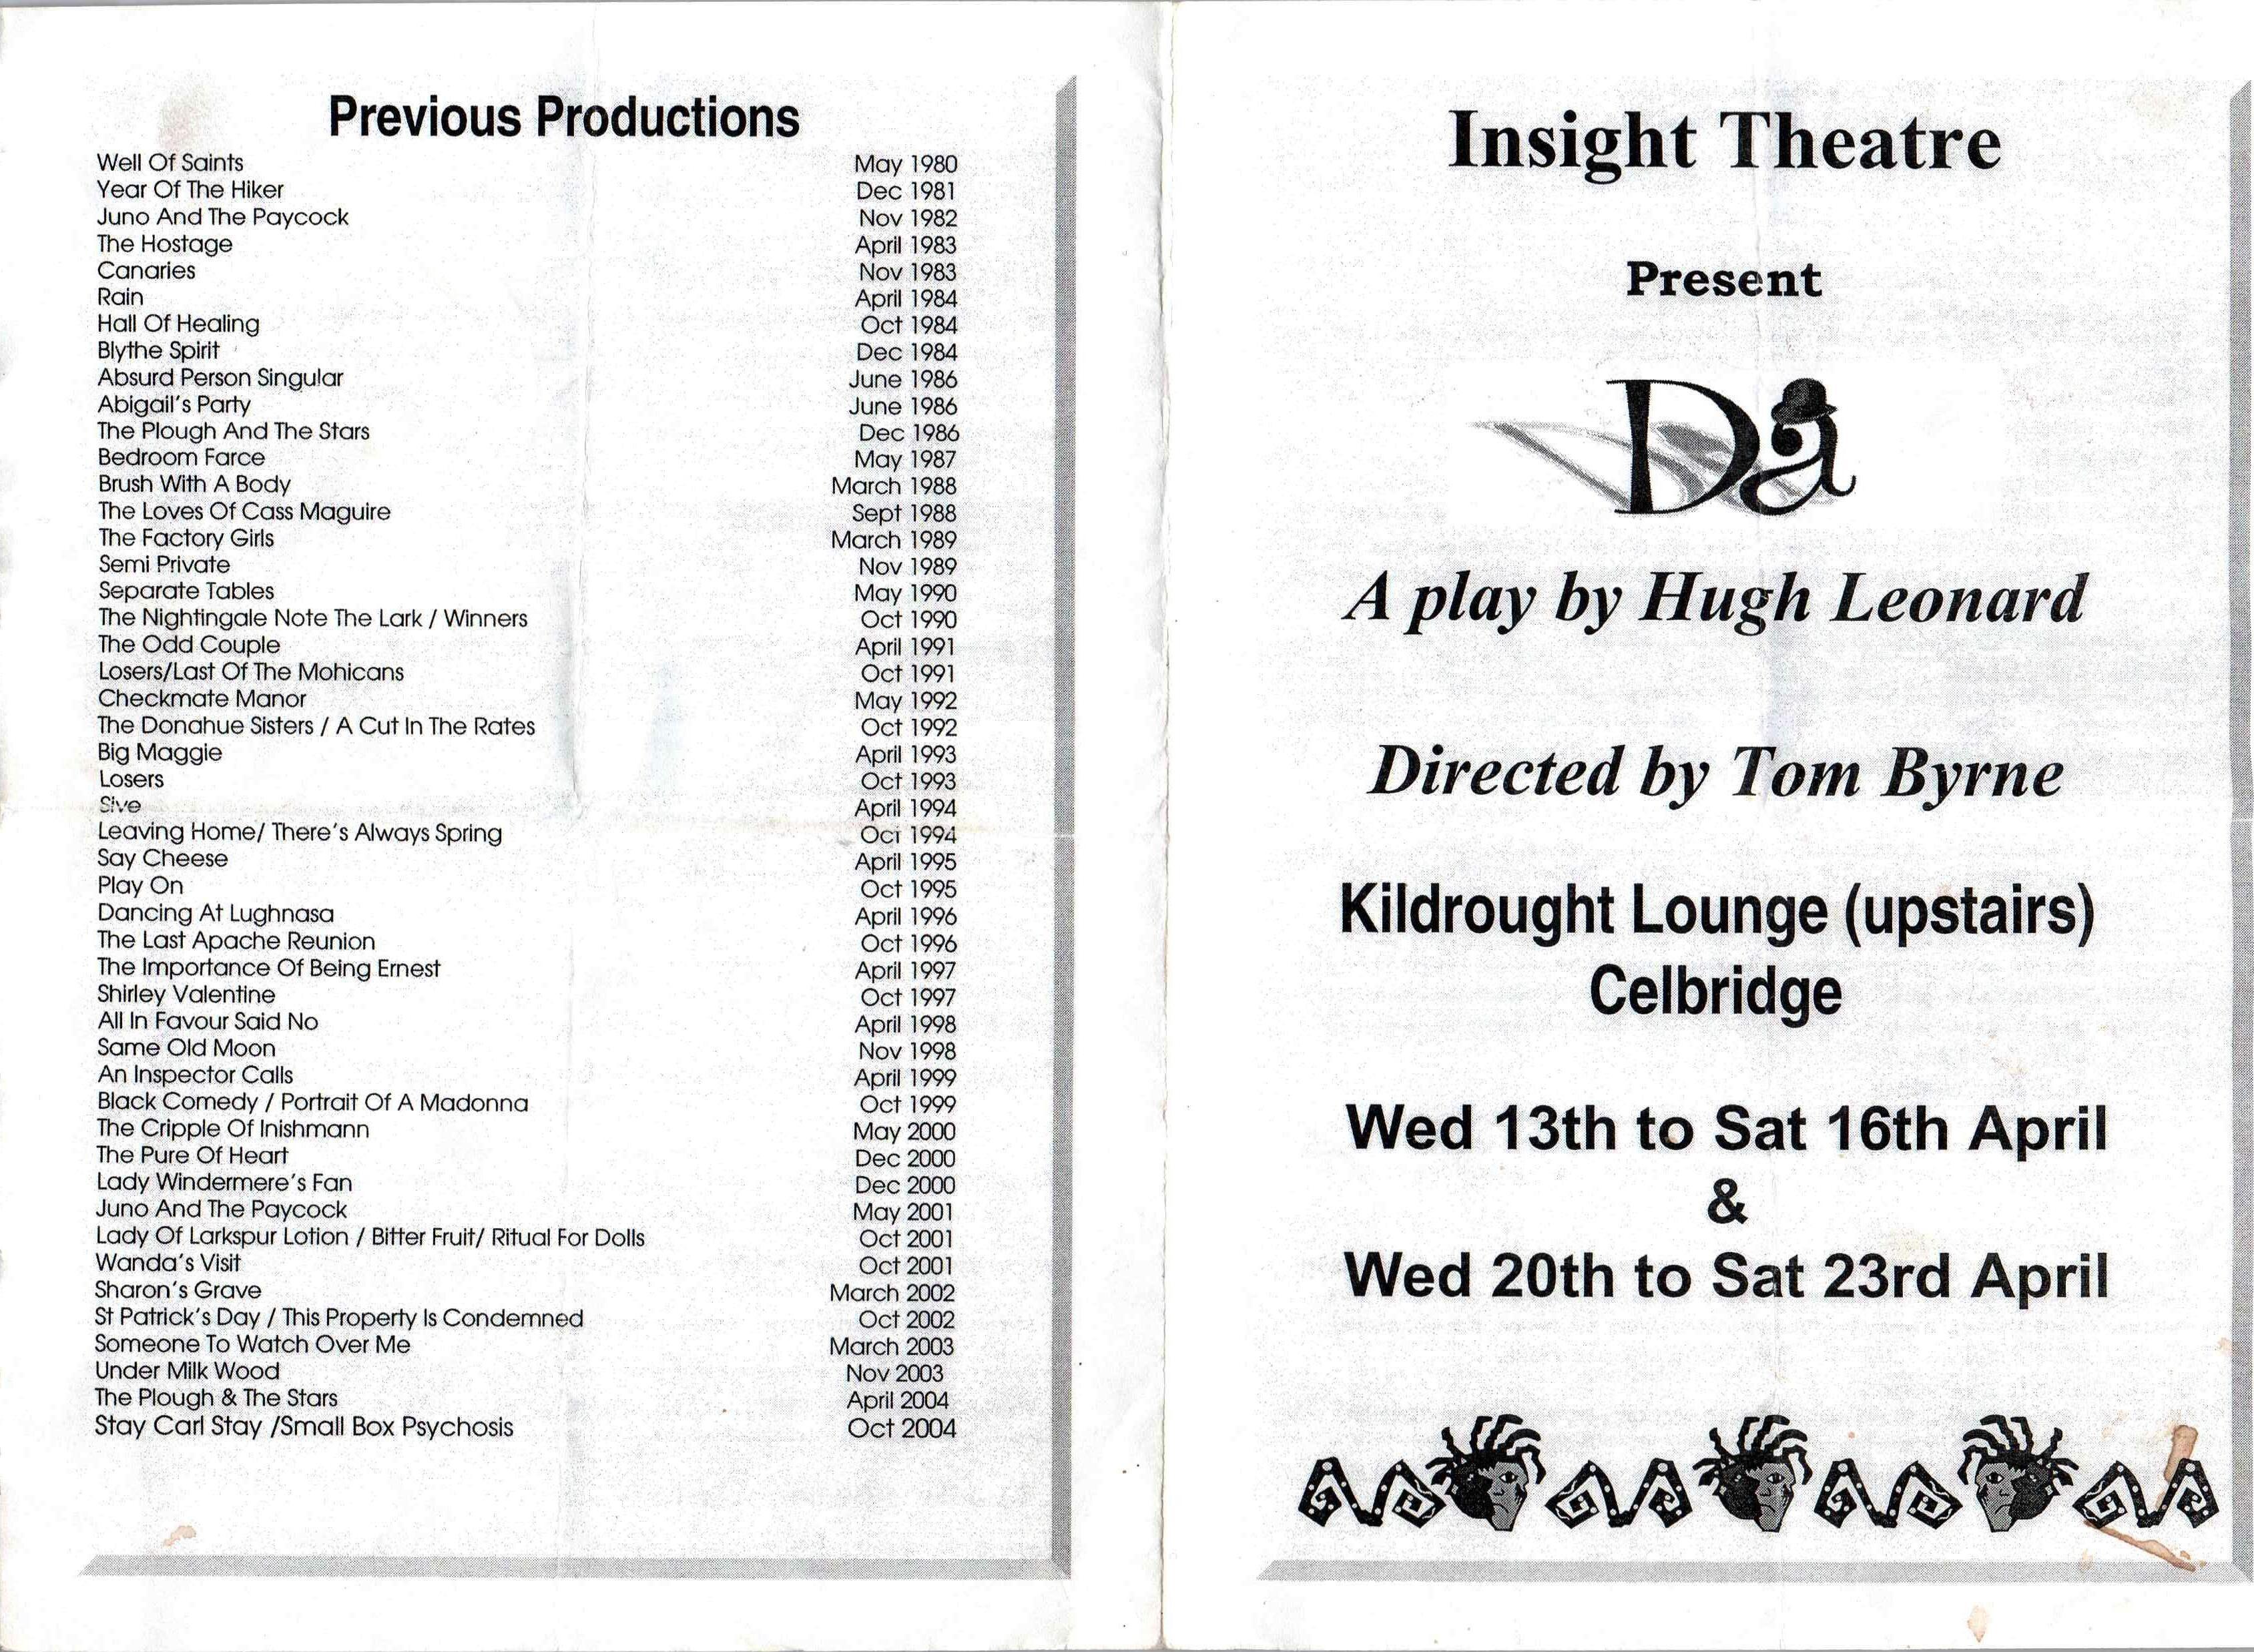 Previous Productions
Well Of Saints May 1980
Year Of The Hiker Dec 1981
Juno And The Paycock Nov 1982
The Hostage April 1983
Canaries Nov 1983
Rain April 1984
Hall Of Healing Oct 1984
Blythe Spirit Dec 1984
Absurd Person Singular June 1986
Abigail's Party June 1986
The Plough And The Stars Dec 1986
Bedroom Farce May 1987
Brush With A Body March 1988
The Loves Of Cass Maguire Sept 1988
The Factory Girls March 1989
Semi Private Nov 1989
Separate Tables May 1990
The Nightingale Note The Lark / Winners Oct 1990
The Odd Couple April 1991
Losers/Last Of The Mohicans Oct 1991
Checkmate Manor May 1992
The Donahue Sisters / A Cut In The Rates Oct 1992
Big Maggie April 1993
Losers Oct 1993
Sive April 1994
Leaving Home/ There's Always Spring Oct 1994
Say Cheese April 1995
Play On Oct 1995
Dancing At Lughnasa April 1996
The Last Apache Reunion Oct 1996
The Importance Of Being Ernest April 1997
Shirley Valentine Oct 1997
All In Favour Said No April 1998
Same Old Moon Nov 1998
An Inspector Calls April 1999
Black Comedy / Portrait Of A Madonna Oct 1999
The Cripple Of Inishmann May 2000
The Pure Of Heart Dec 2000
Lady Windermere's Fan Dec 2000
Juno And The Paycock May 2001
Lady Of Larkspur Lotion / Bitter Fruit/ Ritual For Dolls Oct 2001
Wanda's Visit Oct 2001
Sharon's Grave March 2002
St Patrick's Day / This Property Is Condemned Oct 2002
Someone To Watch Over Me March 2003
Under Milk Wood Nov 2003
The Plough & The Stars April 2004
Stay Carl Stay /Small Box Psychosis Oct 2004
Insight Theatre
Present
Da
A play by Hugh Leonard
Directed by Tom Byrne
Kildrought Lounge (upstairs)
Celbridge
Wed 13th to Sat 16th April
&
Wed 20th to Sat 23rd April